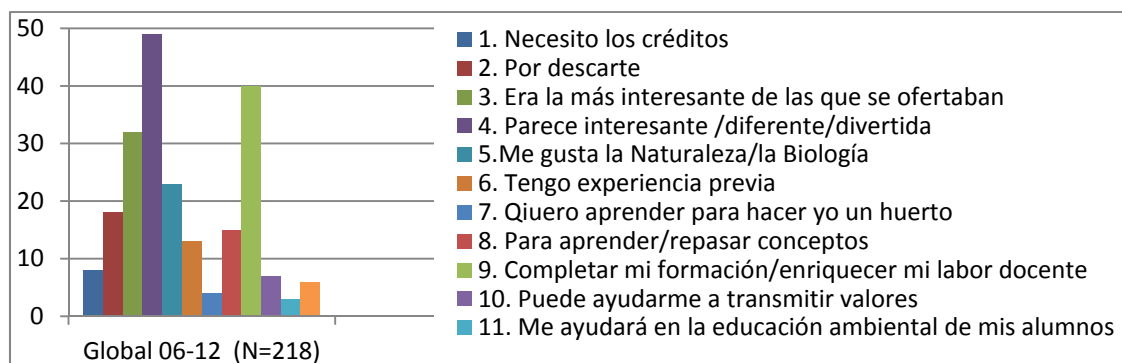 50
40
30
20
10
0
Global 06-12 (N=218)
1. Necesito los créditos
2. Por descarte
3. Era la más interesante de las que se ofertaban
4. Parece interesante /diferente/divertida
5.Me gusta la Naturaleza/la Biología
6. Tengo experiencia previa
7. Qiuero aprender para hacer yo un huerto
8. Para aprender/repasar conceptos
9. Completar mi formación/enriquecer mi labor docente
10. Puede ayudarme a transmitir valores
11. Me ayudará en la educación ambiental de mis alumnos